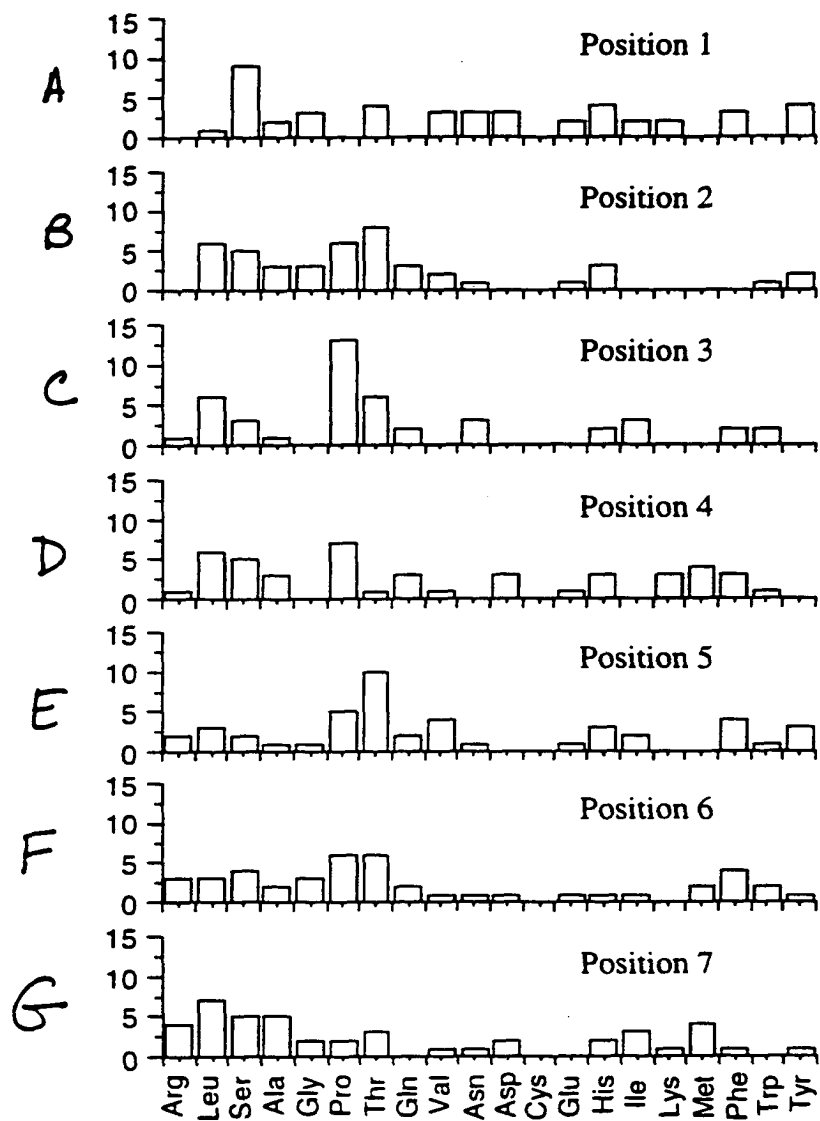 15
10
5
0
A
Position 1
15
10
5
0
B
Position 2
15
10
5
0
C
Position 3
15
10
5
0
D
Position 4
15
10
5
0
E
Position 5
15
10
5
0
F
Position 6
15
10
5
0
G
Position 7
Arg Leu Ser Ala Gly Pro Thr Gln Val Asn Asp Cys Glu His Ile Lys Met Phe Trp Tyr